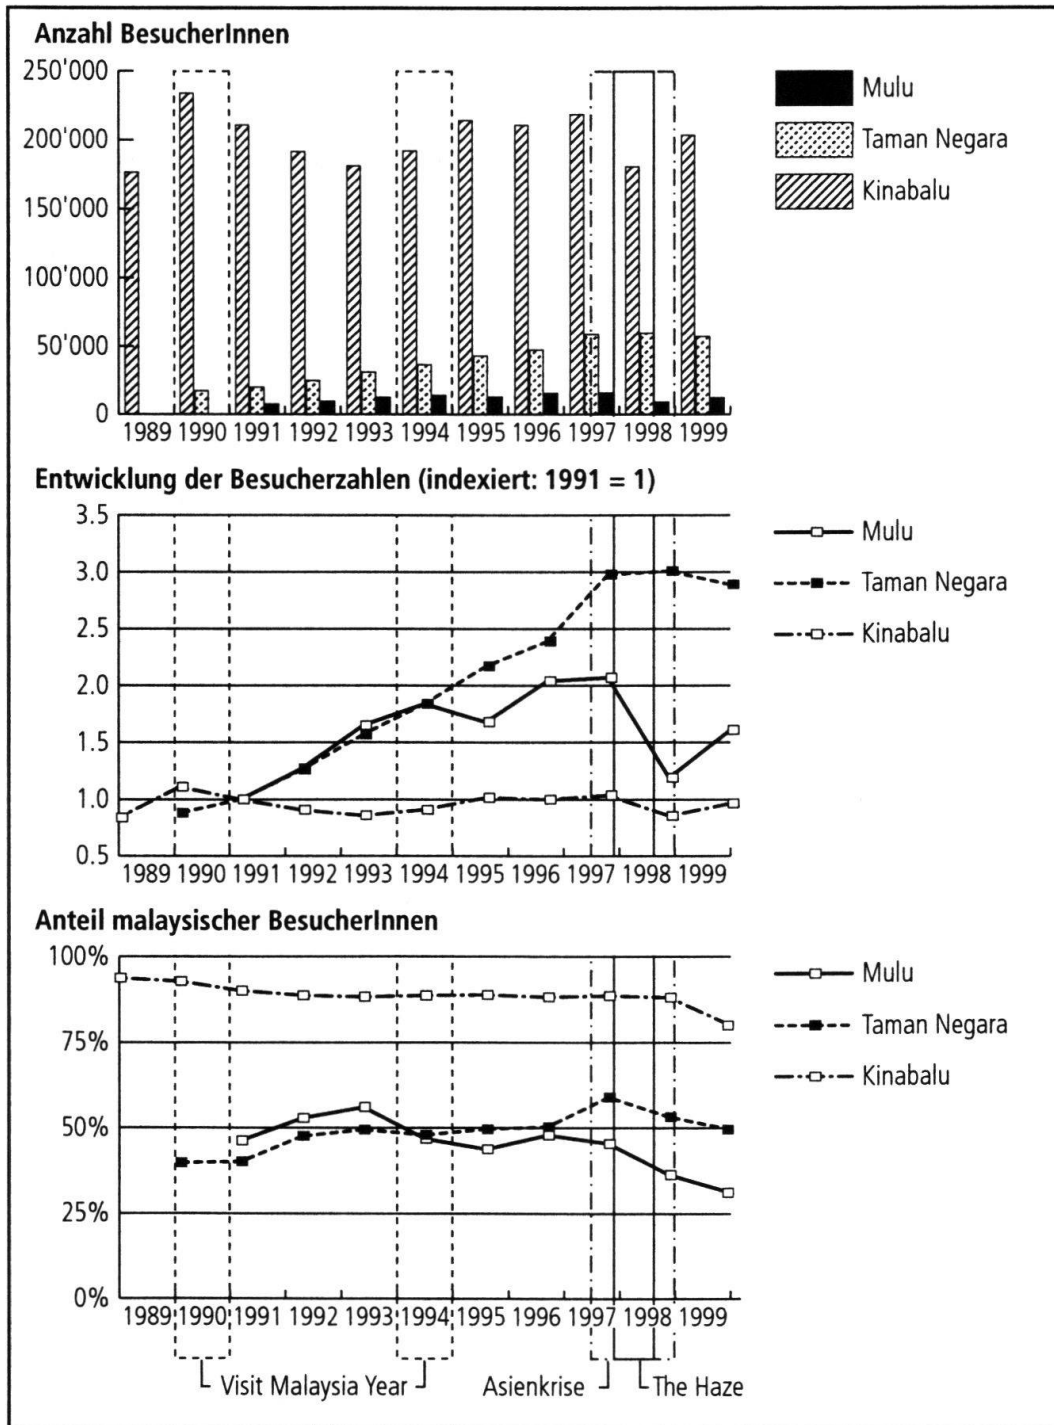 Anzahl BesucherInnen
250'000
200'000
150'000
100'000
50'000
0
1989 1990 1991 1992 1993 1994 1995 1996 1997 1998 1999
Mulu
Taman Negara
Kinabalu
Entwicklung der Besucherzahlen (indexiert: 1991 = 1)
3.5
3.0
2.5
2.0
1.5
1.0
0.5
1989 1990 1991 1992 1993 1994 1995 1996 1997 1998 1999
Mulu
Taman Negara
Kinabalu
Anteil malaysischer BesucherInnen
100%
75%
50%
25%
0%
1989 1990 1991 1992 1993 1994 1995 1996 1997 1998 1999
Mulu
Taman Negara
Kinabalu
Visit Malaysia Year Asienkrise The Haze